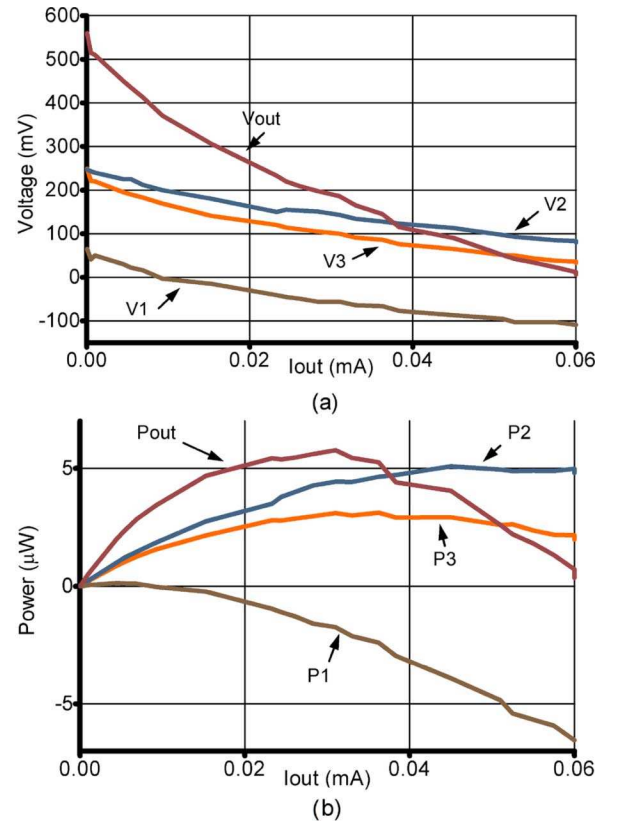 600
500
400
300
200
100
0
-100
Voltage (mV)
Vout
V2
V3
V1
0.00 0.02 0.04 0.06
Iout (mA)
(a)
Pout
P2
5
0
-5
Power (μW)
P3
P1
0.00 0.02 0.04 0.06
Iout (mA)
(b)